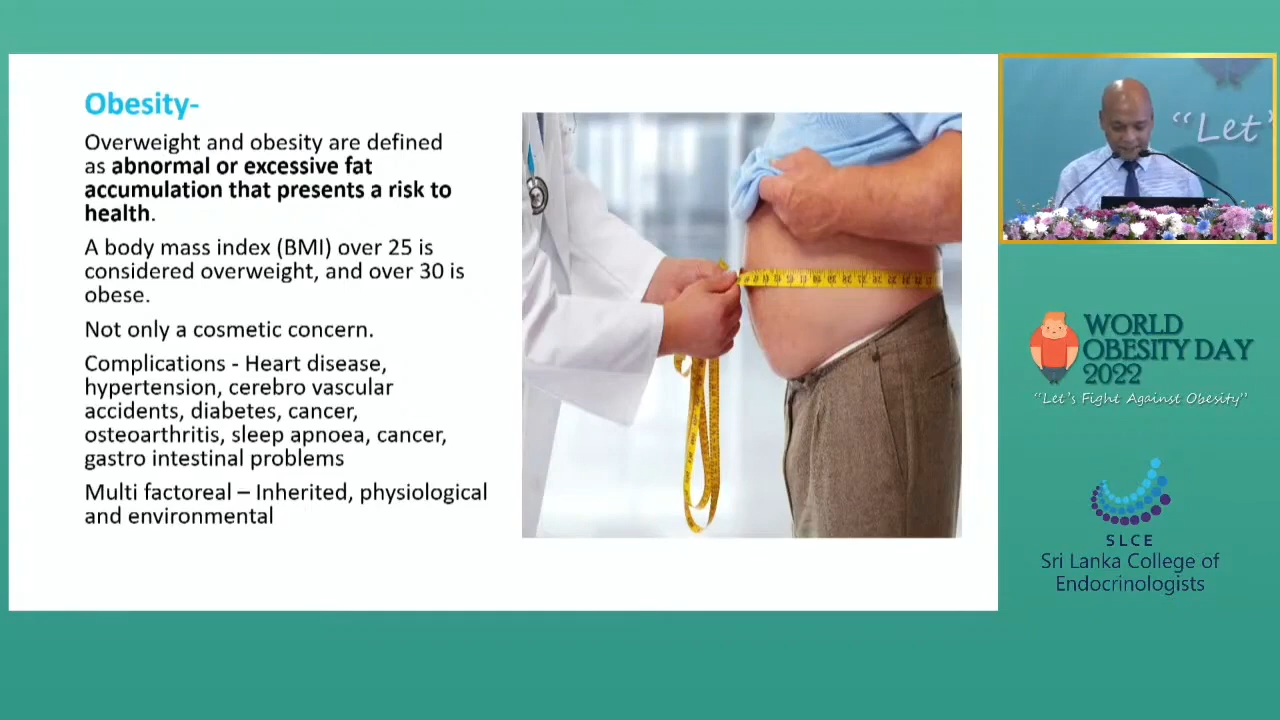 Obesity-
Overweight and obesity are defined
as abnormal or excessive fat
accumulation that presents a risk to
health.
A body mass index (BMI) over 25 is
considered overweight, and over 30 is
obese.
Not only a cosmetic concern.
Complications - Heart disease,
hypertension, cerebro vascular
accidents, diabetes, cancer,
osteoarthritis, sleep apnoea, cancer,
gastro intestinal problems
Multi factoreal – Inherited, physiological
and environmental
"Let'
WORLD
OBESITY DAY
2022
"Let's Fight Against Obesity"
SLCE
Sri Lanka College of
Endocrinologists